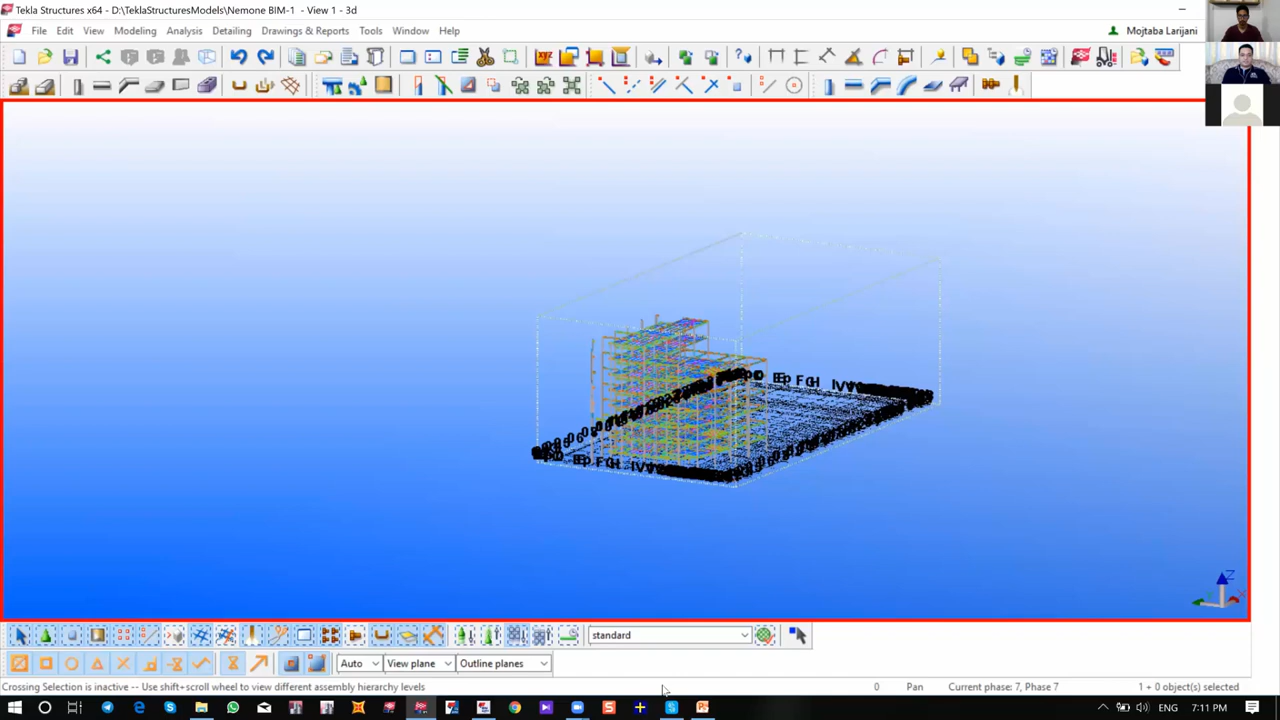 Tekla Structures x64 - D:\TeklaStructuresModels\Nemone BIM-1 - View 1 - 3d
File Edit View Modeling Analysis Detailing Drawings & Reports Tools Window Help
Mojtaba Larijani
xyz
Z
standard
Auto View plane Outline planes
Crossing Selection is inactive -- Use shift+scroll wheel to view different assembly hierarchy levels
0 Pan Current phase: 7, Phase 7 1 + 0 object(s) selected
ENG 7:11 PM